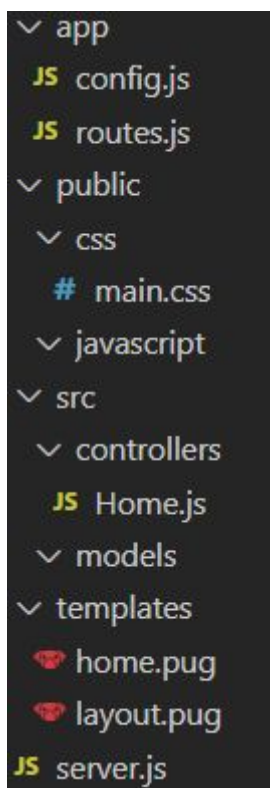 app
JS config.js
JS routes.js
public
css
# main.css
javascript
src
controllers
JS Home.js
models
templates
home.pug
layout.pug
JS server.js